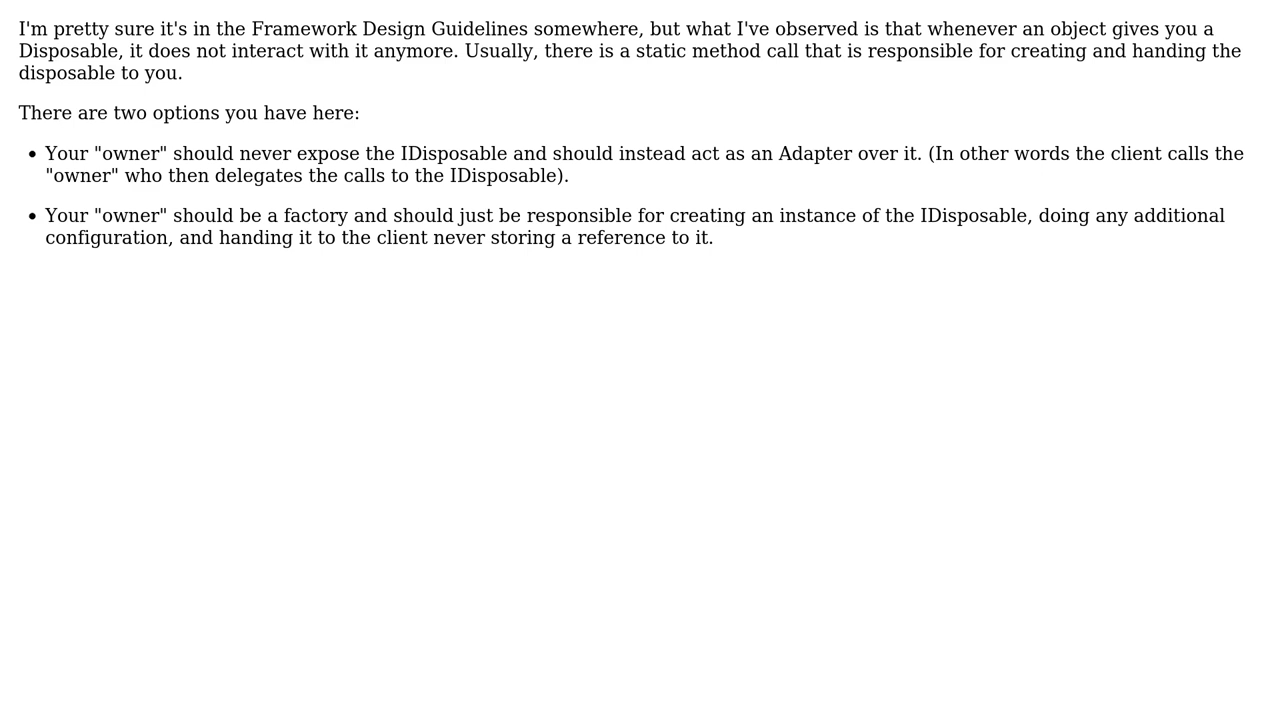 I'm pretty sure it's in the Framework Design Guidelines somewhere, but what I've observed is that whenever an object gives you a
Disposable, it does not interact with it anymore. Usually, there is a static method call that is responsible for creating and handing the
disposable to you.
There are two options you have here:
• Your "owner" should never expose the IDisposable and should instead act as an Adapter over it. (In other words the client calls the
"owner" who then delegates the calls to the IDisposable).
• Your "owner" should be a factory and should just be responsible for creating an instance of the IDisposable, doing any additional
configuration, and handing it to the client never storing a reference to it.